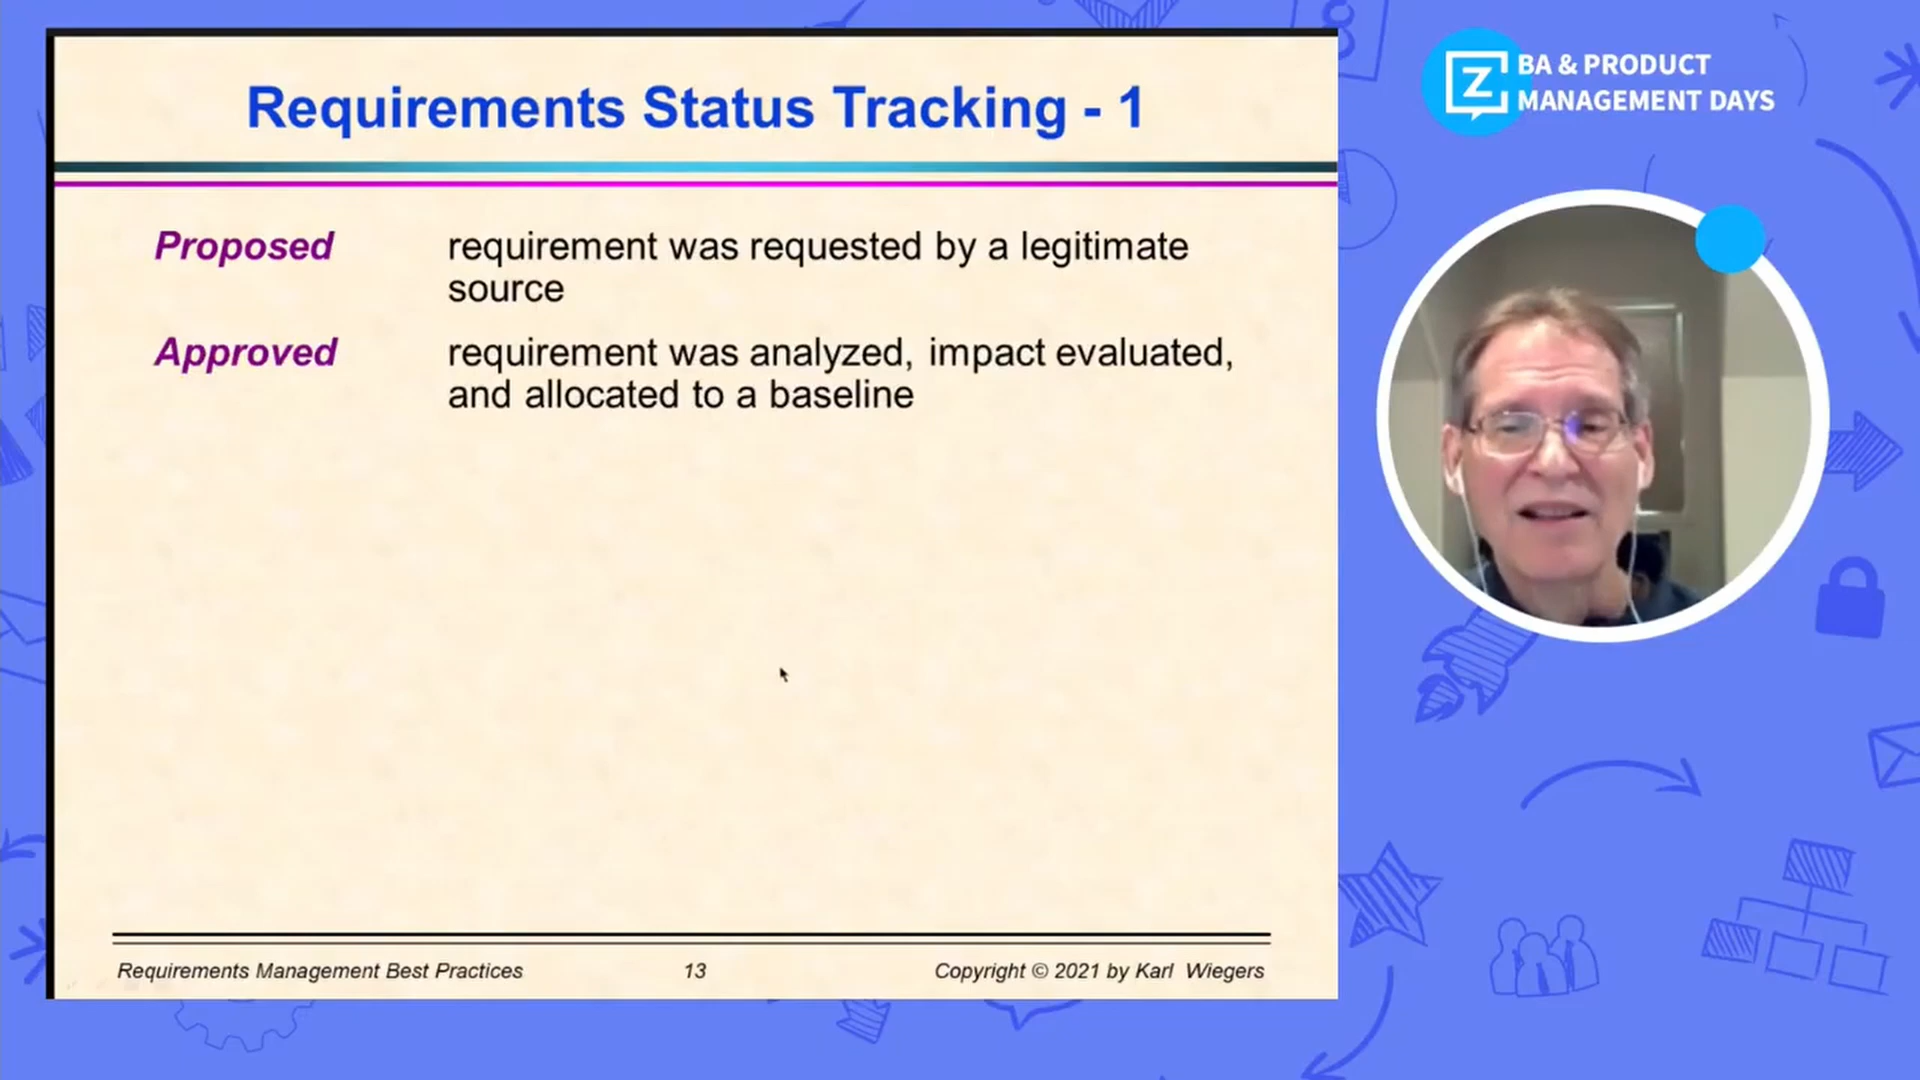 Requirements Status Tracking - 1
Proposed requirement was requested by a legitimate
source
Approved requirement was analyzed, impact evaluated,
and allocated to a baseline
Requirements Management Best Practices 13 Copyright © 2021 by Karl Wiegers
Z BA & PRODUCT
MANAGEMENT DAYS